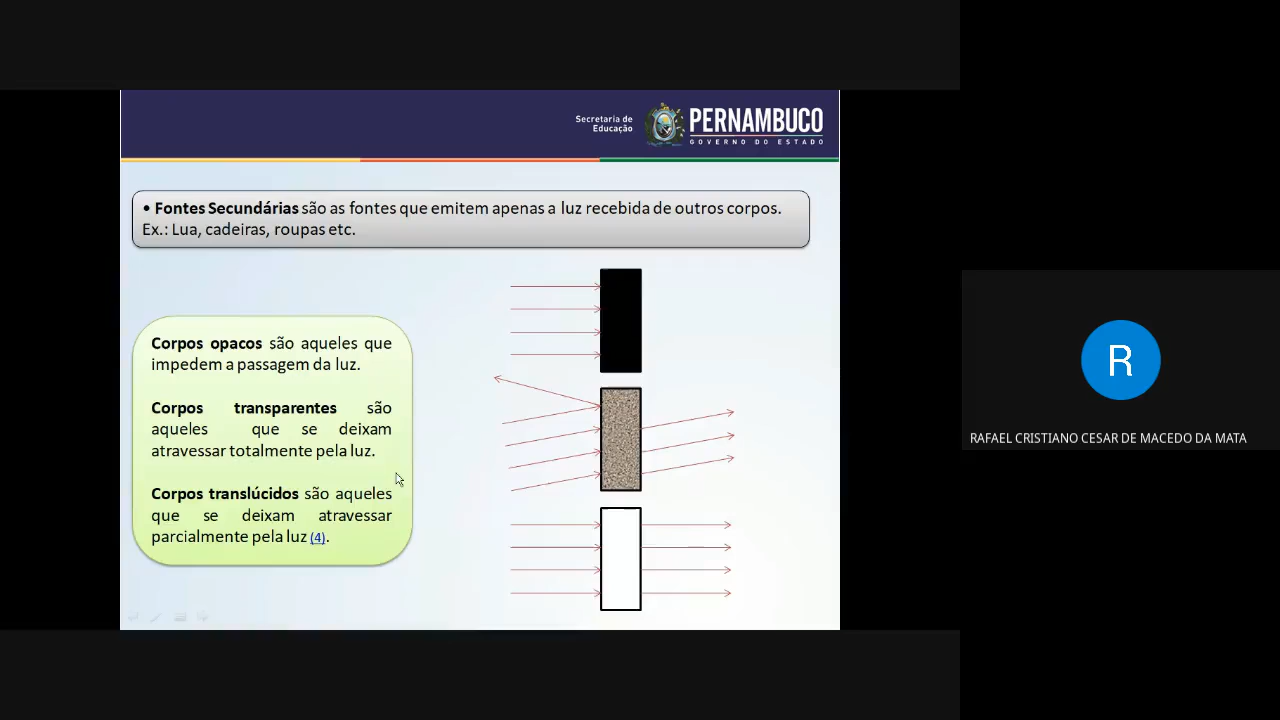 Secretaria de
Educação
PERNAMBUCO
GOVERNO DO ESTADO
• Fontes Secundárias são as fontes que emitem apenas a luz recebida de outros corpos.
Ex.: Lua, cadeiras, roupas etc.
Corpos opacos são aqueles que
impedem a passagem da luz.
Corpos transparentes são
aqueles que se deixam
atravessar totalmente pela luz.
Corpos translúcidos são aqueles
que se deixam atravessar
parcialmente pela luz (4).
R
RAFAEL CRISTIANO CESAR DE MACEDO DA MATA